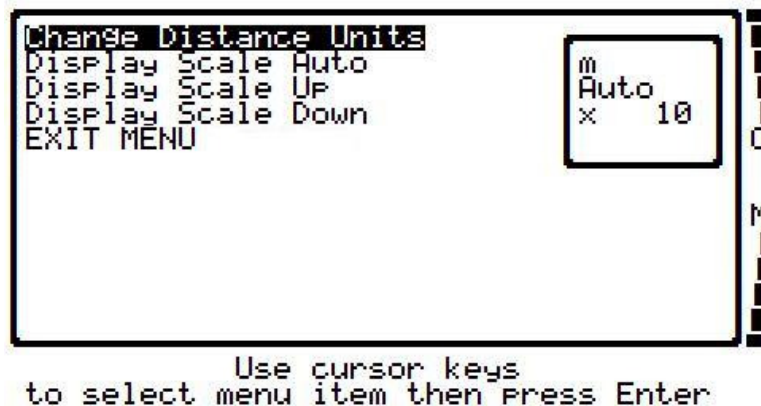 Change Distance Units
Display Scale Auto
Display Scale Up
Display Scale Down
EXIT MENU
m
Auto
x 10
Use cursor keys
to select menu item then press Enter